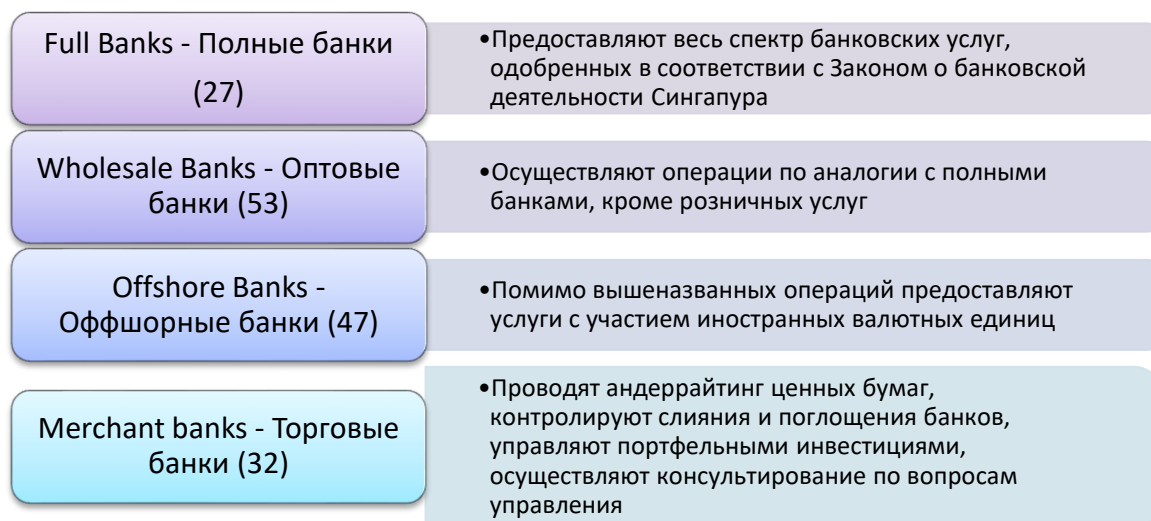 Full Banks - Полные банки
(27)
•Предоставляют весь спектр банковских услуг,
одобренных в соответствии с Законом о банковской
деятельности Сингапура
Wholesale Banks - Оптовые
банки (53)
•Осуществляют операции по аналогии с полными
банками, кроме розничных услуг
Offshore Banks -
Оффшорные банки (47)
•Помимо вышеназванных операций предоставляют
услуги с участием иностранных валютных единиц
Merchant banks - Торговые
банки (32)
•Проводят андеррайтинг ценных бумаг,
контролируют слияния и поглощения банков,
управляют портфельными инвестициями,
осуществляют консультирование по вопросам
управления